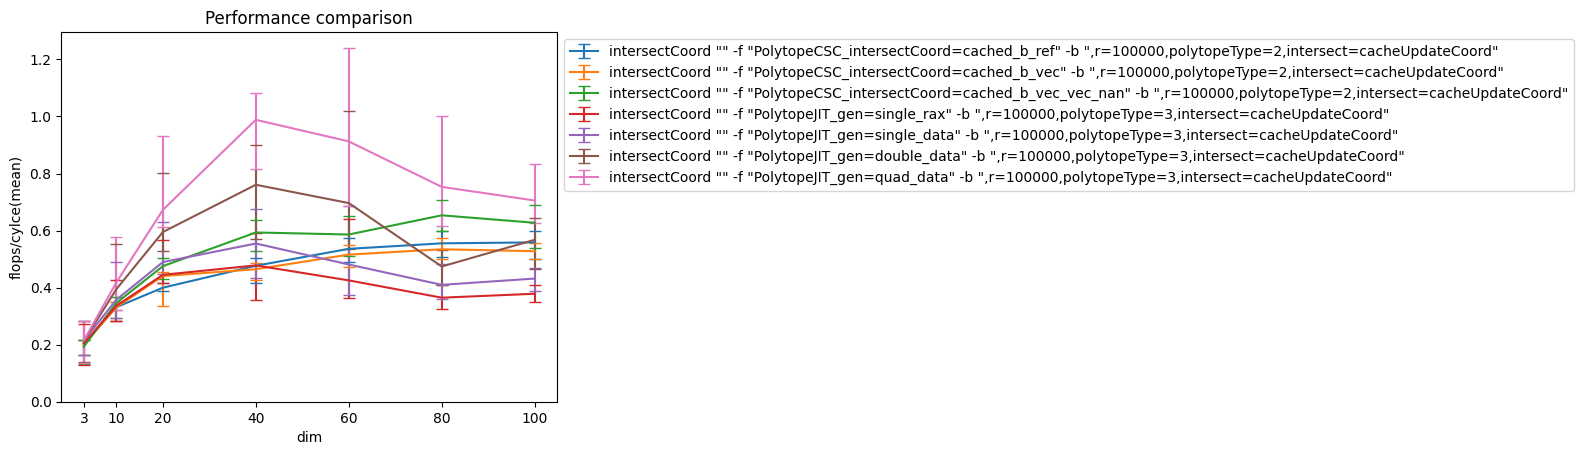 Performance comparison
flops/cylce(mean)
1.2
1.0
0.8
0.6
0.4
0.2
0.0
3 10 20 40 60 80 100
dim
intersectCoord "" -f "PolytopeCSC_intersectCoord=cached_b_ref" -b ",r=100000,polytopeType=2,intersect=cacheUpdateCoord"
intersectCoord "" -f "PolytopeCSC_intersectCoord=cached_b_vec" -b ",r=100000,polytopeType=2,intersect=cacheUpdateCoord"
intersectCoord "" -f "PolytopeCSC_intersectCoord=cached_b_vec_vec_nan" -b ",r=100000,polytopeType=2,intersect=cacheUpdateCoord"
intersectCoord "" -f "PolytopeJIT_gen=single_rax" -b ",r=100000,polytopeType=3,intersect=cacheUpdateCoord"
intersectCoord "" -f "PolytopeJIT_gen=single_data" -b ",r=100000,polytopeType=3,intersect=cacheUpdateCoord"
intersectCoord "" -f "PolytopeJIT_gen=double_data" -b ",r=100000,polytopeType=3,intersect=cacheUpdateCoord"
intersectCoord "" -f "PolytopeJIT_gen=quad_data" -b ",r=100000,polytopeType=3,intersect=cacheUpdateCoord"